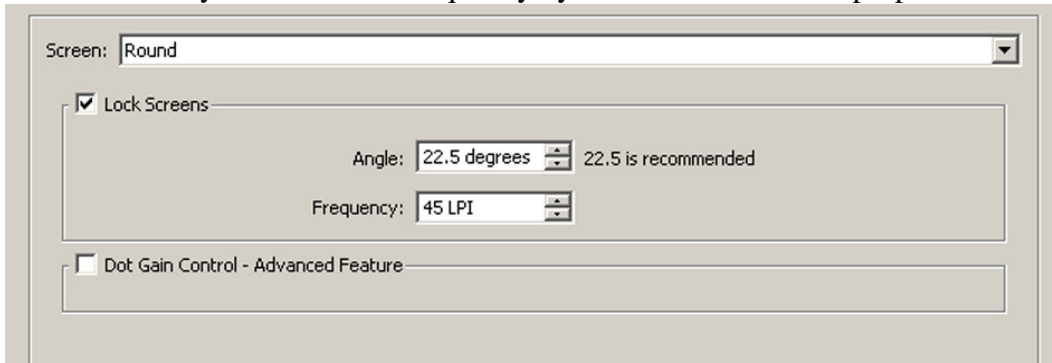 Screen: Round
Lock Screens
Angle: 22.5 degrees 22.5 is recommended
Frequency: 45 LPI
Dot Gain Control - Advanced Feature